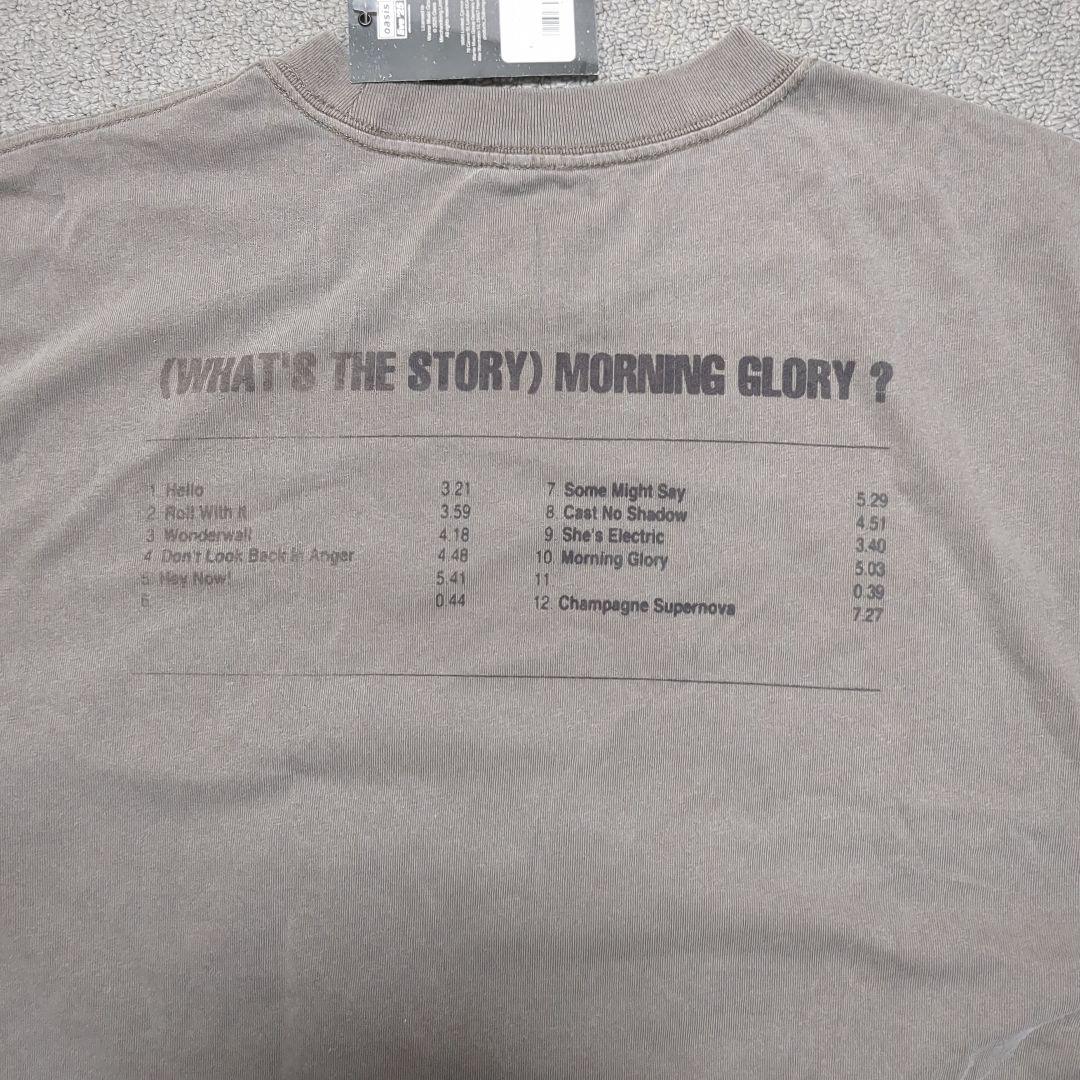 oasis
(WHAT'S THE STORY) MORNING GLORY ?
1 Hello 3.21
2 Roll With It 3.59
3 Wonderwall 4.18
4 Don't Look Back In Anger 4.48
5 Hey Now! 5.41
6 0.44
7 Some Might Say 5.29
8 Cast No Shadow 4.51
9 She's Electric 3.40
10 Morning Glory 5.03
11 0.39
12 Champagne Supernova 7.27